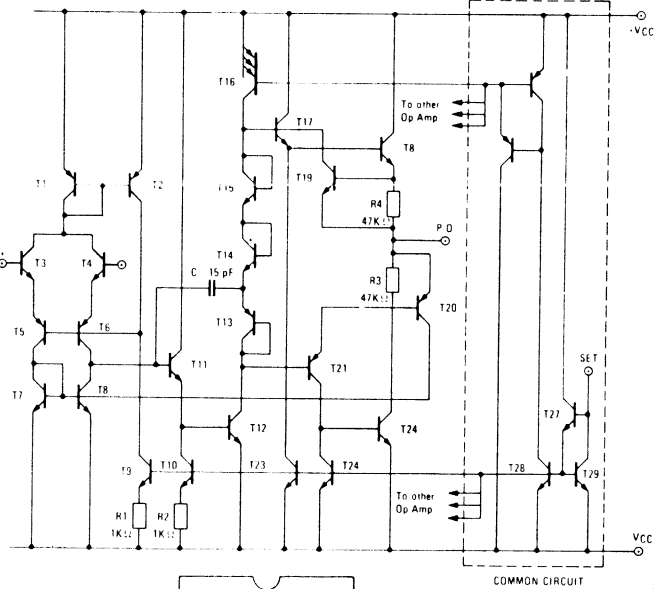 +VCC
T16
To other
Op Amp
T17
T8
T1
T2
T19
T15
R4
47KΩ
P O
+
T3
T4
T14
C 15 pF
R3
47KΩ
T20
T13
T5
T6
SET
T11
T21
T7
T8
T27
T12
T24
T9
T10
T23
T24
T28
T29
To other
Op Amp
R1
1KΩ
R2
1KΩ
VCC
COMMON CIRCUIT